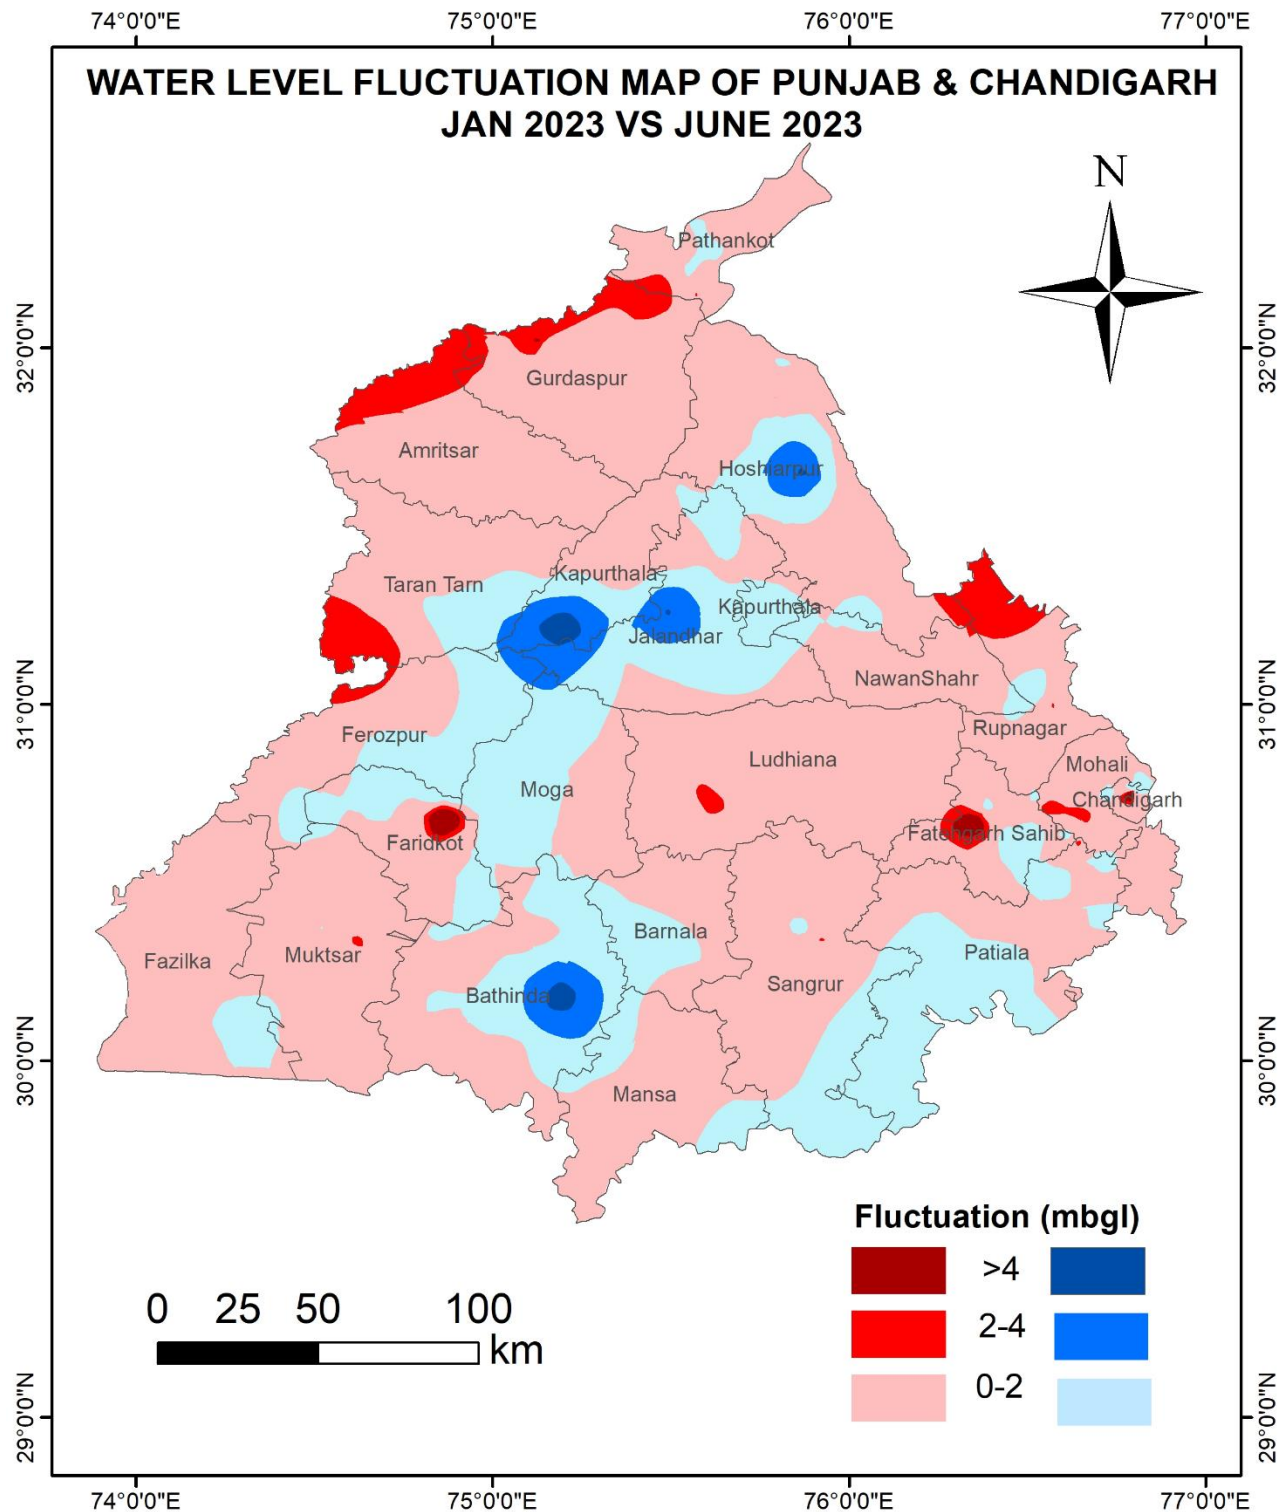 74°0'0"E 75°0'0"E 76°0'0"E 77°0'0"E
WATER LEVEL FLUCTUATION MAP OF PUNJAB & CHANDIGARH
JAN 2023 VS JUNE 2023
N
Pathankot
32°0'0"N 32°0'0"N
Gurdaspur
Amritsar
Hoshiarpur
Kapurthala
Taran Tarn
Kapurthala
Jalandhar
NawanShahr
31°0'0"N 31°0'0"N
Rupnagar
Ferozpur
Ludhiana
Mohali
Moga
Chandigarh
Fatehgarh Sahib
Faridkot
Barnala
Patiala
Muktsar
Fazilka
Sangrur
Bathinda
30°0'0"N 30°0'0"N
Mansa
Fluctuation (mbgl)
>4
2-4
0-2
0 25 50 100
km
29°0'0"N 29°0'0"N
74°0'0"E 75°0'0"E 76°0'0"E 77°0'0"E